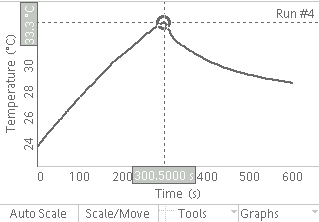 Run #4
33.3 °C
Temperature (°C)
30
28
26
24
0 100 200 300.5000 s 400 500 600
Time (s)
Auto Scale Scale/Move Tools Graphs